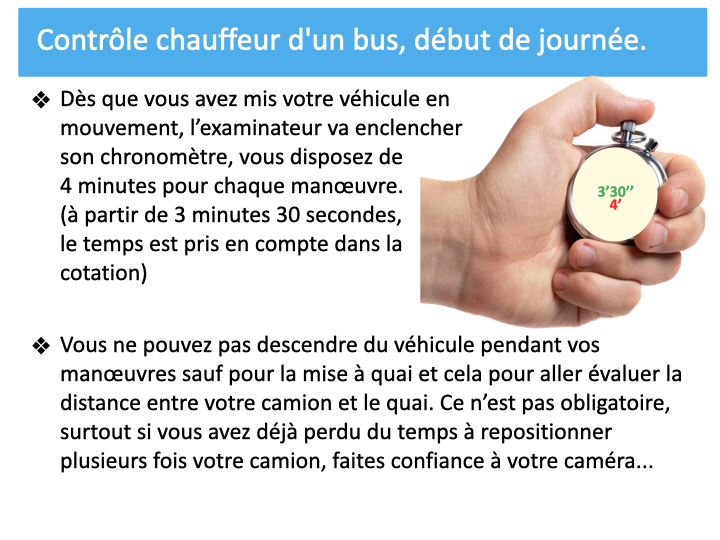 Contrôle chauffeur d'un bus, début de journée.
❖ Dès que vous avez mis votre véhicule en
mouvement, l’examinateur va enclencher
son chronomètre, vous disposez de
4 minutes pour chaque manœuvre.
(à partir de 3 minutes 30 secondes,
le temps est pris en compte dans la
cotation)
3’30’’
4’
❖ Vous ne pouvez pas descendre du véhicule pendant vos
manœuvres sauf pour la mise à quai et cela pour aller évaluer la
distance entre votre camion et le quai. Ce n’est pas obligatoire,
surtout si vous avez déjà perdu du temps à repositionner
plusieurs fois votre camion, faites confiance à votre caméra...